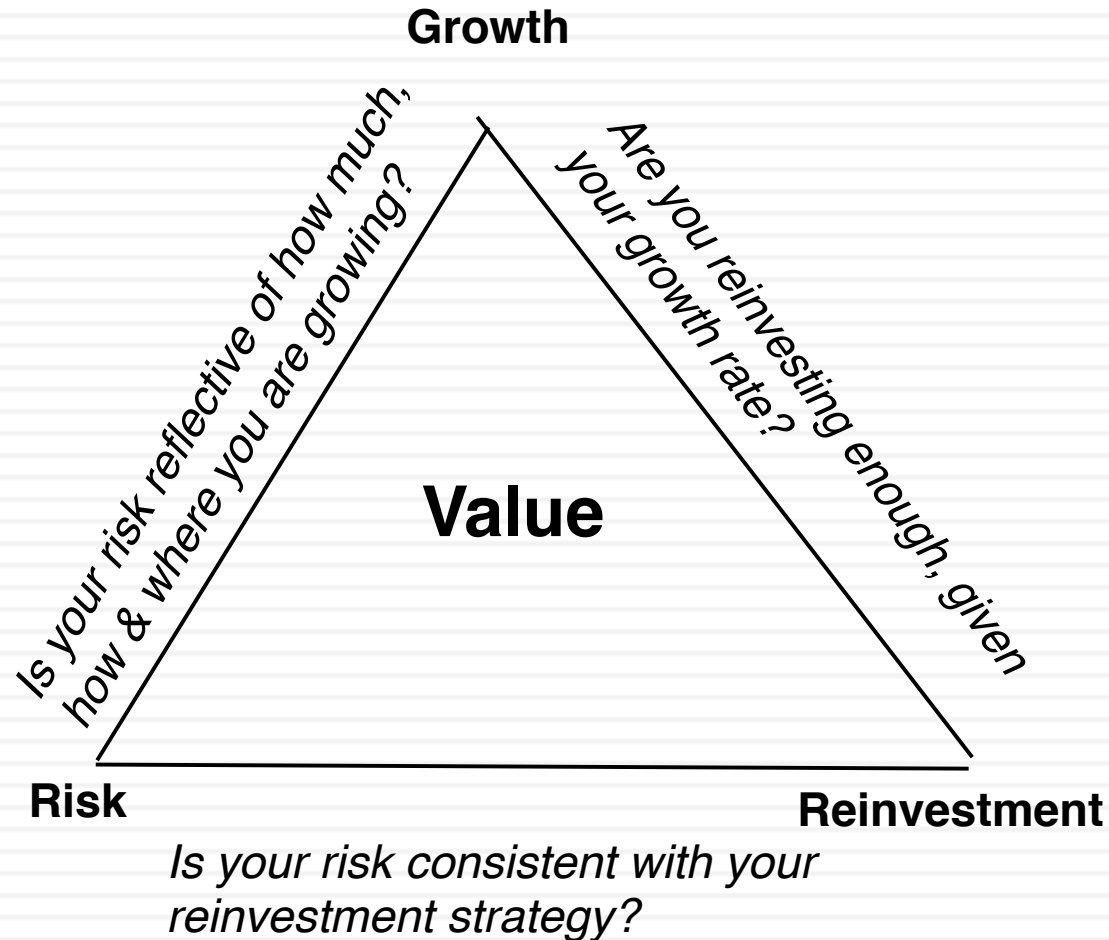 Growth
Is your risk reflective of how much,
how & where you are growing?
Are you reinvesting enough, given
your growth rate?
Value
Risk
Reinvestment
Is your risk consistent with your
reinvestment strategy?